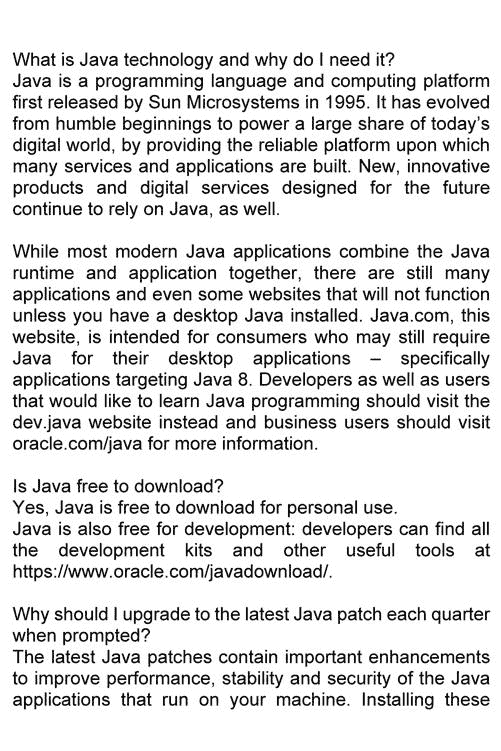 What is Java technology and why do I need it?
Java is a programming language and computing platform
first released by Sun Microsystems in 1995. It has evolved
from humble beginnings to power a large share of today’s
digital world, by providing the reliable platform upon which
many services and applications are built. New, innovative
products and digital services designed for the future
continue to rely on Java, as well.

While most modern Java applications combine the Java
runtime and application together, there are still many
applications and even some websites that will not function
unless you have a desktop Java installed. Java.com, this
website, is intended for consumers who may still require
Java for their desktop applications – specifically
applications targeting Java 8. Developers as well as users
that would like to learn Java programming should visit the
dev.java website instead and business users should visit
oracle.com/java for more information.

Is Java free to download?
Yes, Java is free to download for personal use.
Java is also free for development: developers can find all
the development kits and other useful tools at
https://www.oracle.com/javadownload/.

Why should I upgrade to the latest Java patch each quarter
when prompted?
The latest Java patches contain important enhancements
to improve performance, stability and security of the Java
applications that run on your machine. Installing these